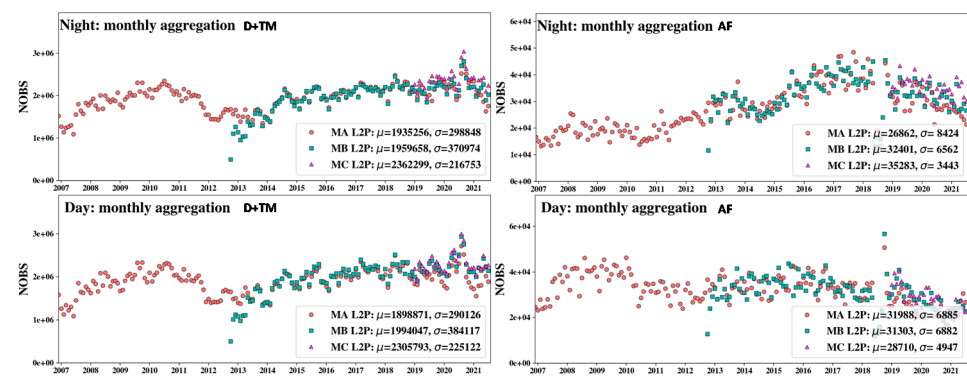 Night: monthly aggregation D+TM
NOBS
3e+06
2e+06
1e+06
0e+00
MA L2P: μ=1935256, σ=298848
MB L2P: μ=1959658, σ=370974
MC L2P: μ=2362299, σ=216753
2007 2008 2009 2010 2011 2012 2013 2014 2015 2016 2017 2018 2019 2020 2021
Night: monthly aggregation AF
NOBS
6e+04
5e+04
4e+04
3e+04
2e+04
1e+04
0e+00
MA L2P: μ=26862, σ= 8424
MB L2P: μ=32401, σ= 6562
MC L2P: μ=35283, σ= 3443
2007 2008 2009 2010 2011 2012 2013 2014 2015 2016 2017 2018 2019 2020 2021
Day: monthly aggregation D+TM
NOBS
3e+06
2e+06
1e+06
0e+00
MA L2P: μ=1898871, σ=290126
MB L2P: μ=1994047, σ=384117
MC L2P: μ=2305793, σ=225122
2007 2008 2009 2010 2011 2012 2013 2014 2015 2016 2017 2018 2019 2020 2021
Day: monthly aggregation AF
NOBS
6e+04
4e+04
2e+04
0e+00
MA L2P: μ=31988, σ= 6885
MB L2P: μ=31303, σ= 6882
MC L2P: μ=28710, σ= 4947
2007 2008 2009 2010 2011 2012 2013 2014 2015 2016 2017 2018 2019 2020 2021